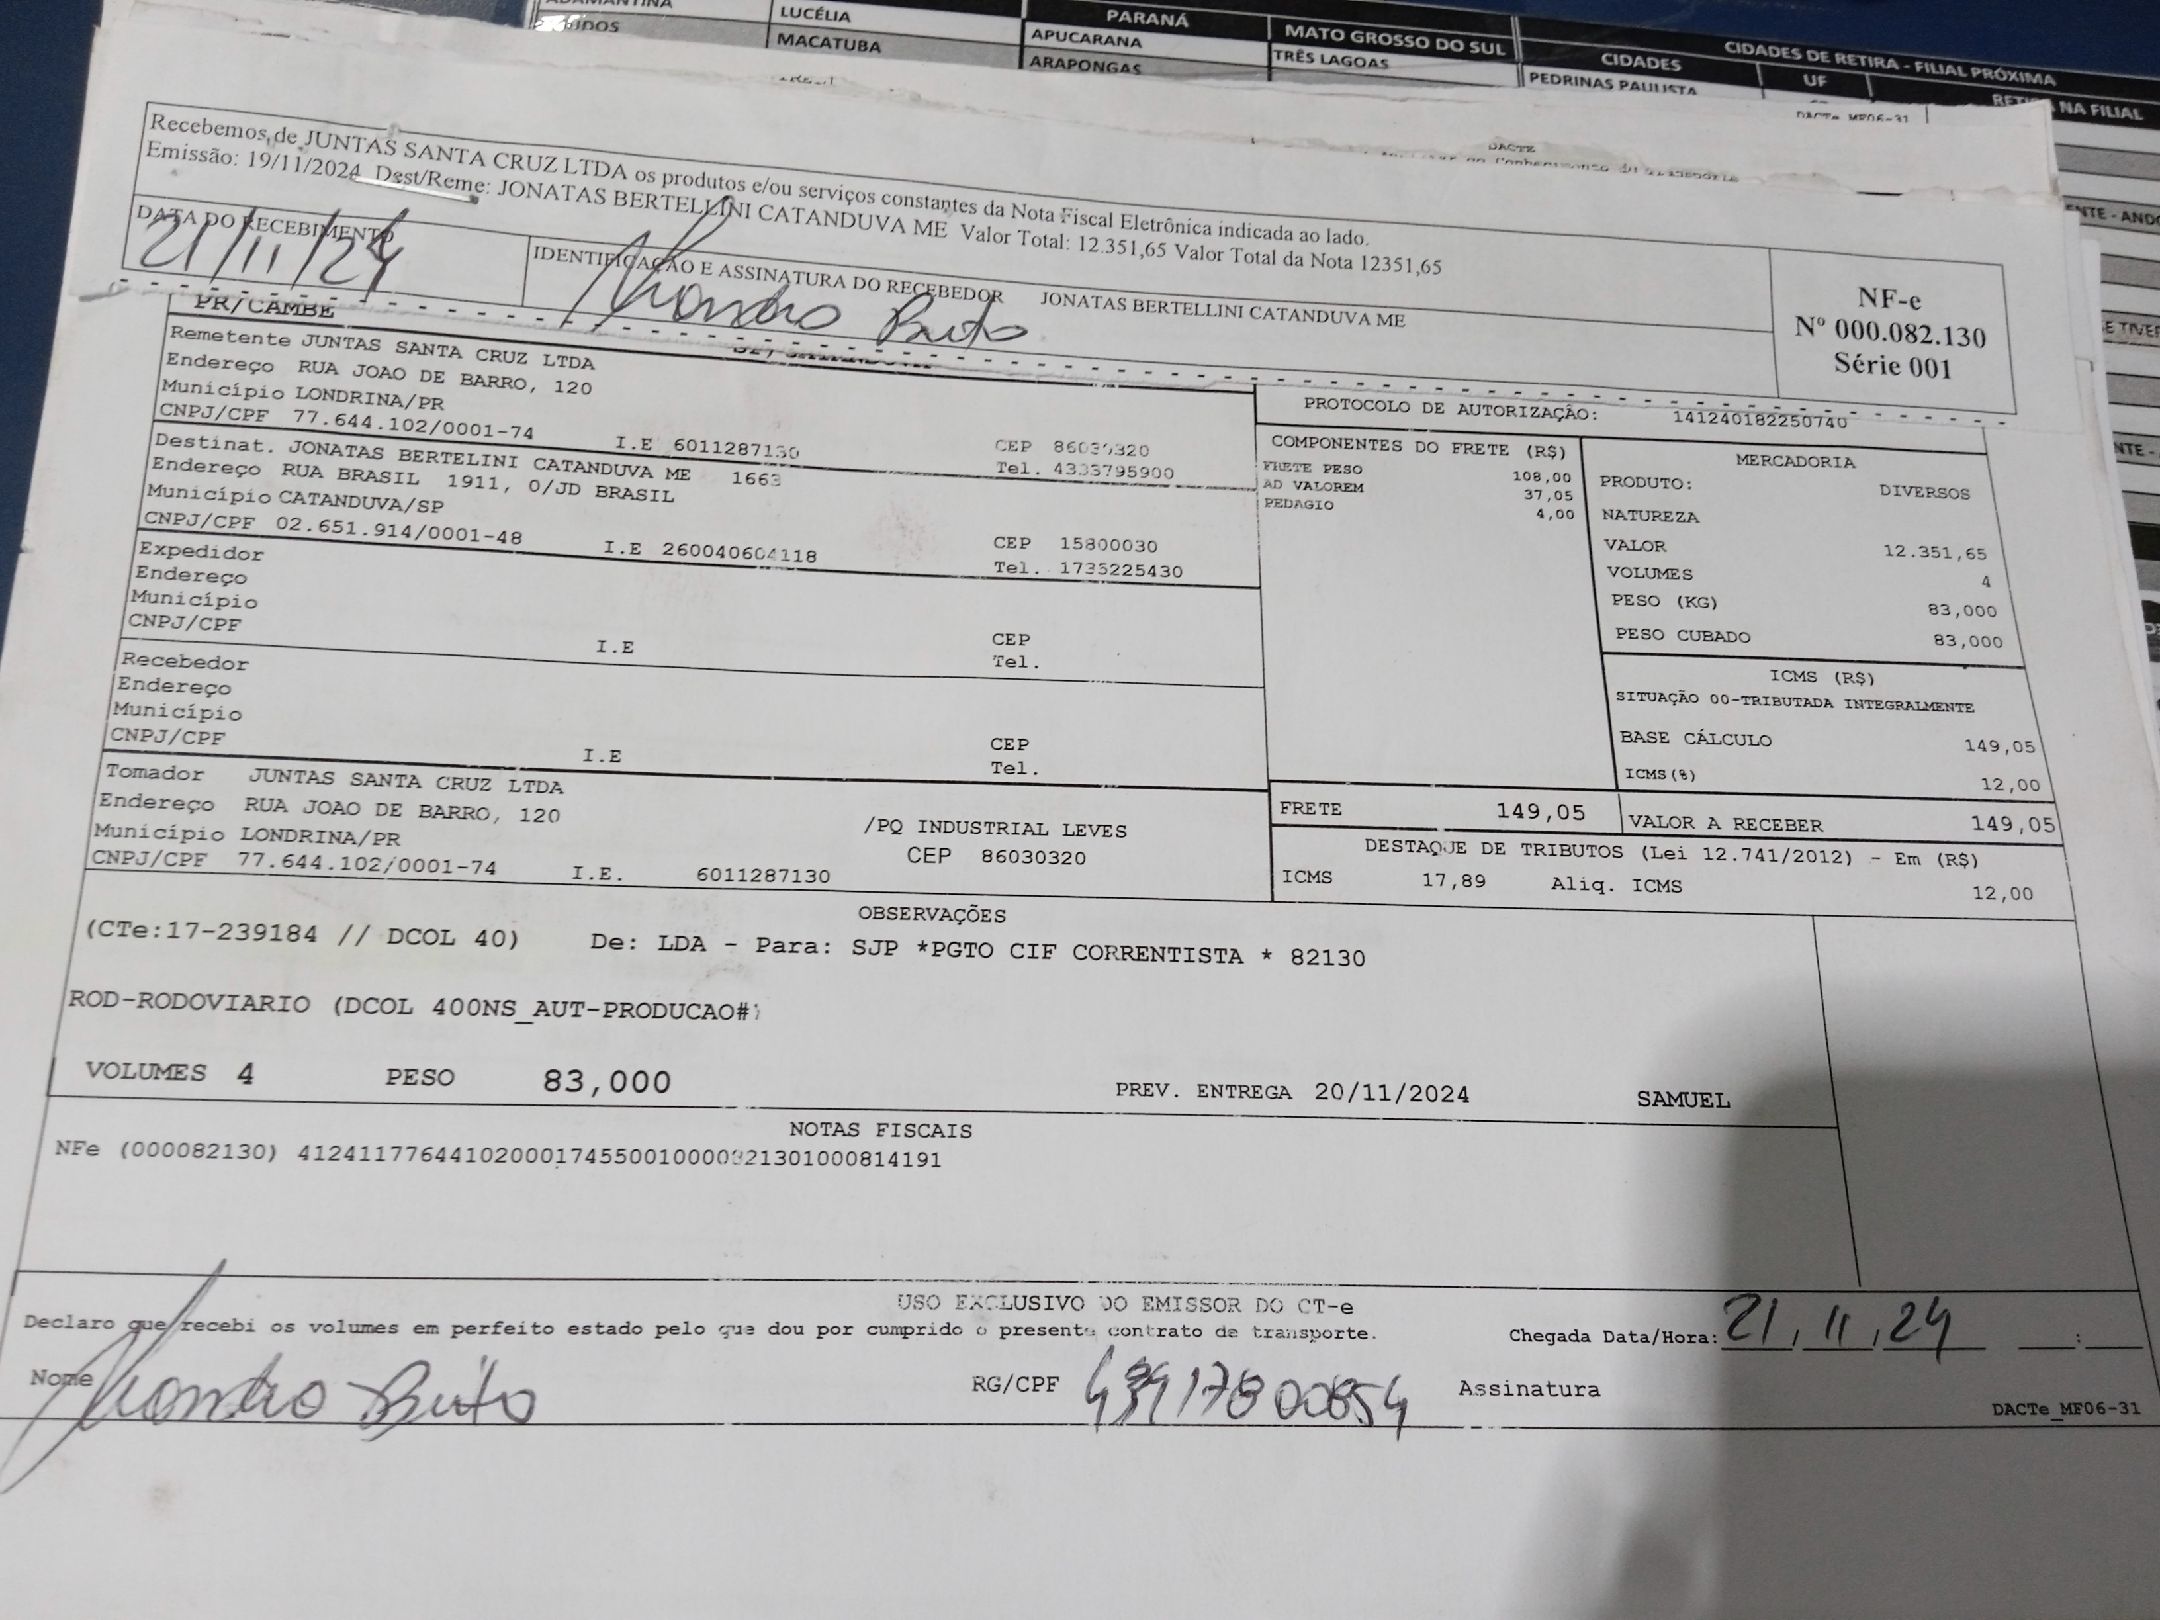 LUCÉLIA
PARANÁ
MATO GROSSO DO SUL
CIDADES DE RETIRA - FILIAL PRÓXIMA
MACATUBA
APUCARANA
TRÊS LAGOAS
CIDADES
UF
NA FILIAL
ARAPONGAS
PEDRINAS PAULISTA
DACTe_MF06-31
DACTE
Recebemos de JUNTAS SANTA CRUZ LTDA os produtos e/ou serviços constantes da Nota Fiscal Eletrônica indicada ao lado.
Emissão: 19/11/2024 Dest/Reme: JONATAS BERTELLINI CATANDUVA ME Valor Total: 12.351,65 Valor Total da Nota 12351,65
DATA DO RECEBIMENTO
21/11/24
IDENTIFICAÇÃO E ASSINATURA DO RECEBEDOR JONATAS BERTELLINI CATANDUVA ME
Brito
NF-e
Nº 000.082.130
Série 001
PR/CAMBE
Remetente JUNTAS SANTA CRUZ LTDA
Endereço RUA JOAO DE BARRO, 120
Município LONDRINA/PR
CNPJ/CPF 77.644.102/0001-74 I.E 6011287130
CEP 86030320
Tel. 4333795900
Destinat. JONATAS BERTELINI CATANDUVA ME 1663
Endereço RUA BRASIL 1911, 0/JD BRASIL
Município CATANDUVA/SP
CNPJ/CPF 02.651.914/0001-48 I.E 260040604118
CEP 15800030
Tel. 1735225430
Expedidor
Endereço
Município
CNPJ/CPF
I.E
CEP
Tel.
Recebedor
Endereço
Município
CNPJ/CPF
I.E
CEP
Tel.
Tomador JUNTAS SANTA CRUZ LTDA
Endereço RUA JOAO DE BARRO, 120 /PQ INDUSTRIAL LEVES
Município LONDRINA/PR CEP 86030320
CNPJ/CPF 77.644.102/0001-74 I.E. 6011287130
PROTOCOLO DE AUTORIZAÇÃO: 141240182250740
COMPONENTES DO FRETE (R$)
FRETE PESO 108,00
AD VALOREM 37,05
PEDAGIO 4,00
MERCADORIA
PRODUTO: DIVERSOS
NATUREZA
VALOR 12.351,65
VOLUMES 4
PESO (KG) 83,000
PESO CUBADO 83,000
ICMS (R$)
SITUAÇÃO 00-TRIBUTADA INTEGRALMENTE
BASE CÁLCULO 149,05
ICMS(%) 12,00
FRETE 149,05 VALOR A RECEBER 149,05
DESTAQUE DE TRIBUTOS (Lei 12.741/2012) - Em (R$)
ICMS 17,89 Aliq. ICMS 12,00
OBSERVAÇÕES
(CTe:17-239184 // DCOL 40) De: LDA - Para: SJP *PGTO CIF CORRENTISTA * 82130
ROD-RODOVIARIO (DCOL 400NS_AUT-PRODUCAO#
VOLUMES 4 PESO 83,000 PREV. ENTREGA 20/11/2024 SAMUEL
NOTAS FISCAIS
NFe (000082130) 41241177644102000174550010000821301000814191
USO EXCLUSIVO DO EMISSOR DO CT-e
Declaro que recebi os volumes em perfeito estado pelo que dou por cumprido o presente contrato de transporte. Chegada Data/Hora: 21, 11, 24 :
Nome Brito RG/CPF Assinatura
DACTe_MF06-31